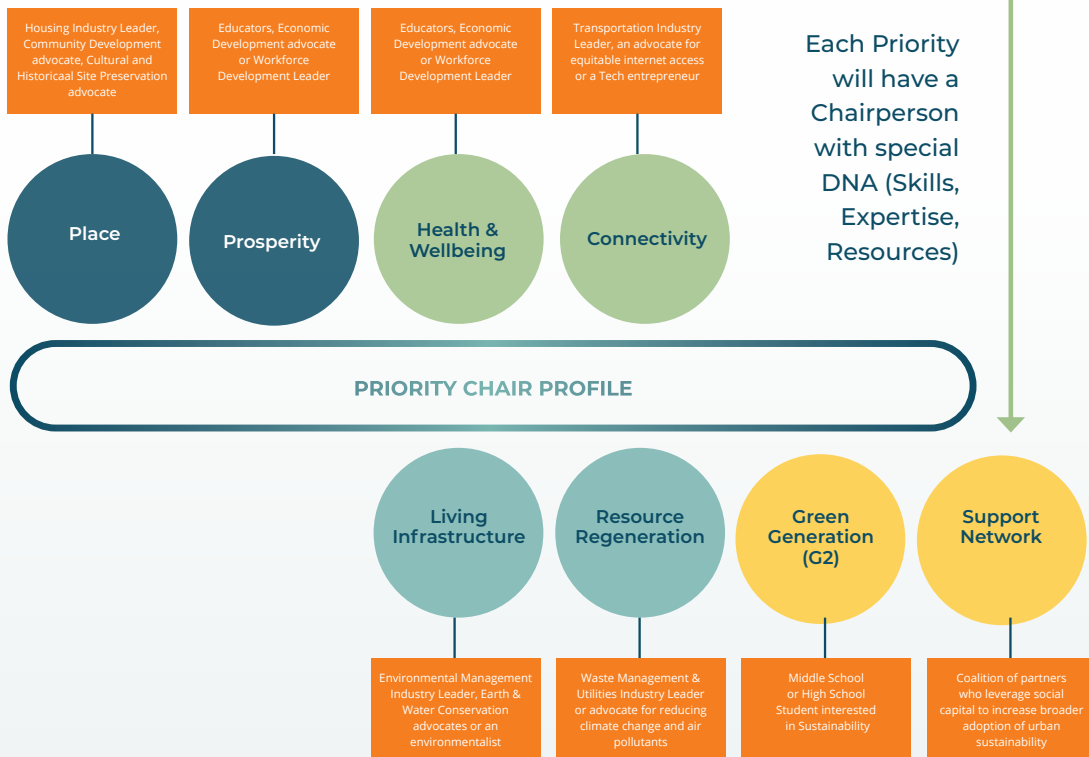 Housing Industry Leader,
Community Development
advocate, Cultural and
Historicaal Site Preservation
advocate
Educators, Economic
Development advocate
or Workforce
Development Leader
Educators, Economic
Development advocate
or Workforce
Development Leader
Transportation Industry
Leader, an advocate for
equitable internet access
or a Tech entrepreneur
Each Priority
will have a
Chairperson
with special
DNA (Skills,
Expertise,
Resources)
Place
Prosperity
Health &
Wellbeing
Connectivity
PRIORITY CHAIR PROFILE
Living
Infrastructure
Resource
Regeneration
Green
Generation
(G2)
Support
Network
Environmental Management
Industry Leader, Earth &
Water Conservation
advocates or an
environmentalist
Waste Management &
Utilities Industry Leader
or advocate for reducing
climate change and air
pollutants
Middle School
or High School
Student interested
in Sustainability
Coalition of partners
who leverage social
capital to increase broader
adoption of urban
sustainability